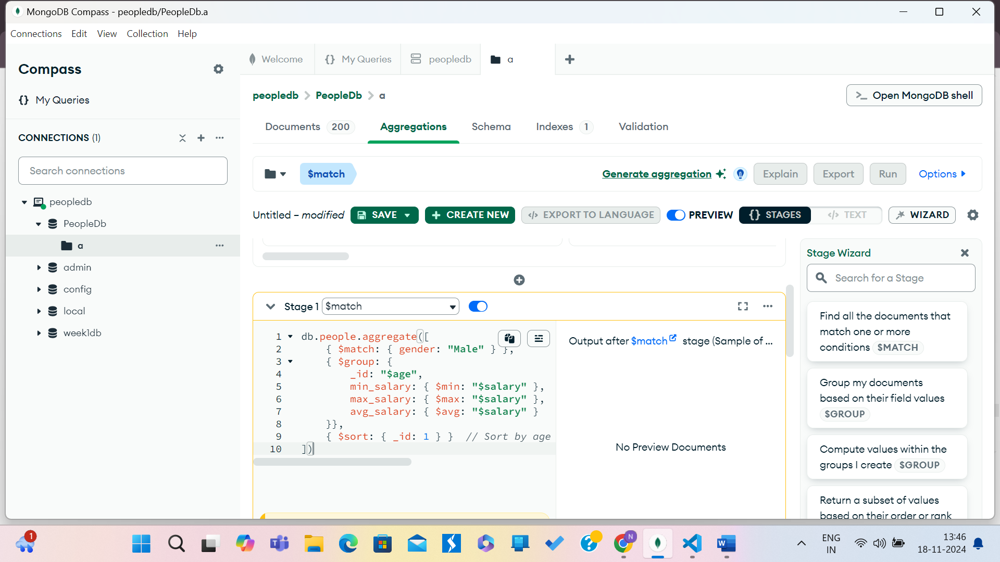 MongoDB Compass - peopledb/PeopleDb.a
Connections Edit View Collection Help
Compass
My Queries
CONNECTIONS (1)
Search connections
peopledb
PeopleDb
a
admin
config
local
week1db
Welcome
{} My Queries
peopledb
a
peopledb > PeopleDb > a
>_ Open MongoDB shell
Documents 200
Aggregations
Schema
Indexes 1
Validation
$match
Generate aggregation
Explain
Export
Run
Options
Untitled – modified
SAVE
+ CREATE NEW
</> EXPORT TO LANGUAGE
PREVIEW
{} STAGES
</> TEXT
WIZARD
Stage 1 $match
1 db.people.aggregate([
2 { $match: { gender: "Male" } },
3 { $group: {
4 _id: "$age",
5 min_salary: { $min: "$salary" },
6 max_salary: { $max: "$salary" },
7 avg_salary: { $avg: "$salary" }
8 }},
9 { $sort: { _id: 1 } } // Sort by age
10 ])
Output after $match stage (Sample of ...
No Preview Documents
Stage Wizard
Search for a Stage
Find all the documents that
match one or more
conditions $MATCH
Group my documents
based on their field values
$GROUP
Compute values within the
groups I create $GROUP
Return a subset of values
based on their order or rank
1
N
ENG
IN
13:46
18-11-2024